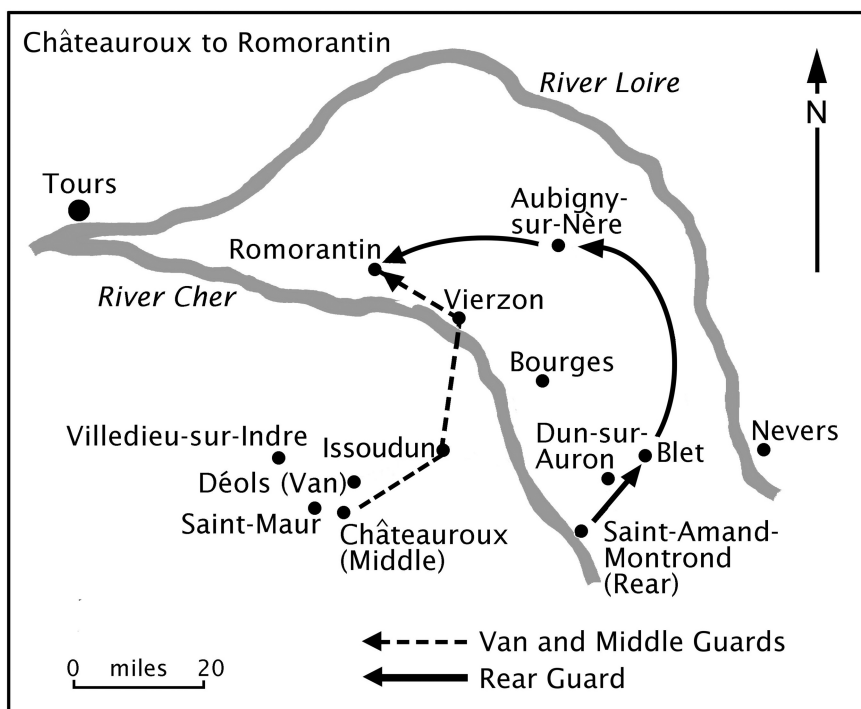 Châteauroux to Romorantin
River Loire
N
Tours
Aubigny-
sur-Nère
Romorantin
River Cher
Vierzon
Bourges
Villedieu-sur-Indre
Issoudun
Dun-sur-
Auron
Blet
Nevers
Déols (Van)
Saint-Maur
Châteauroux
(Middle)
Saint-Amand-
Montrond
(Rear)
Van and Middle Guards
0 miles 20
Rear Guard